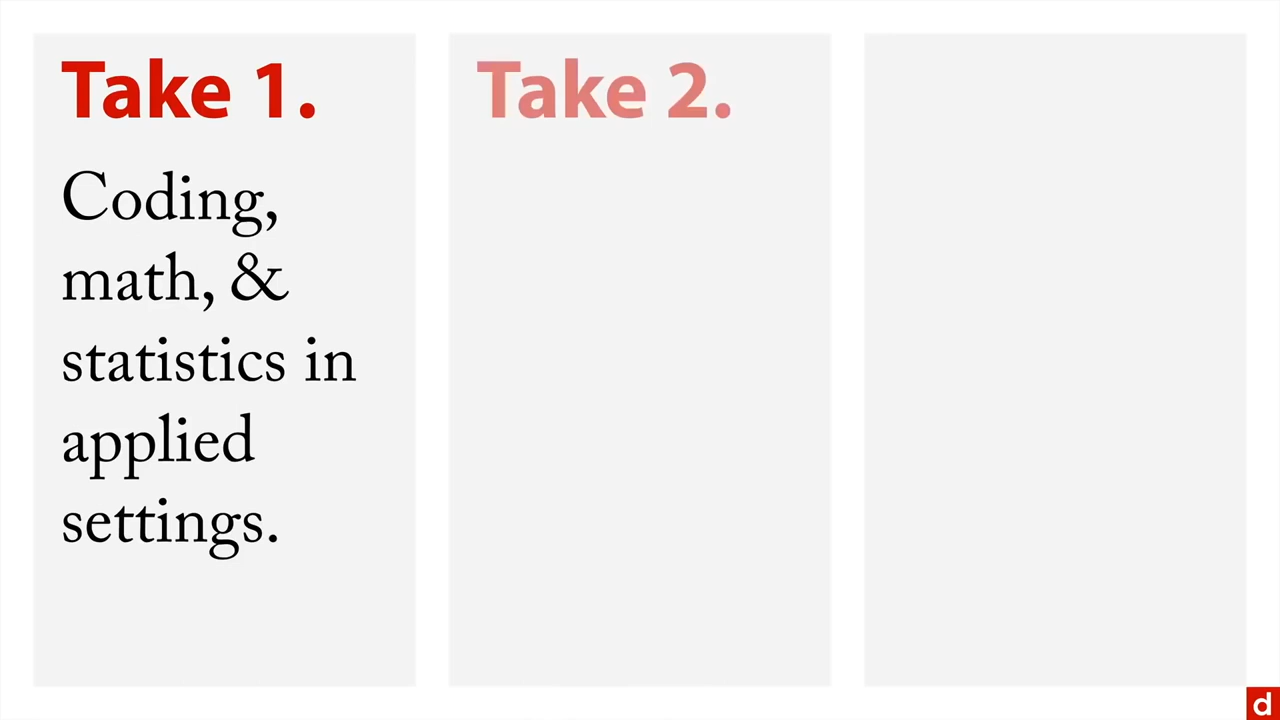 Take 1.
Coding,
math, &
statistics in
applied
settings.
Take 2.
d